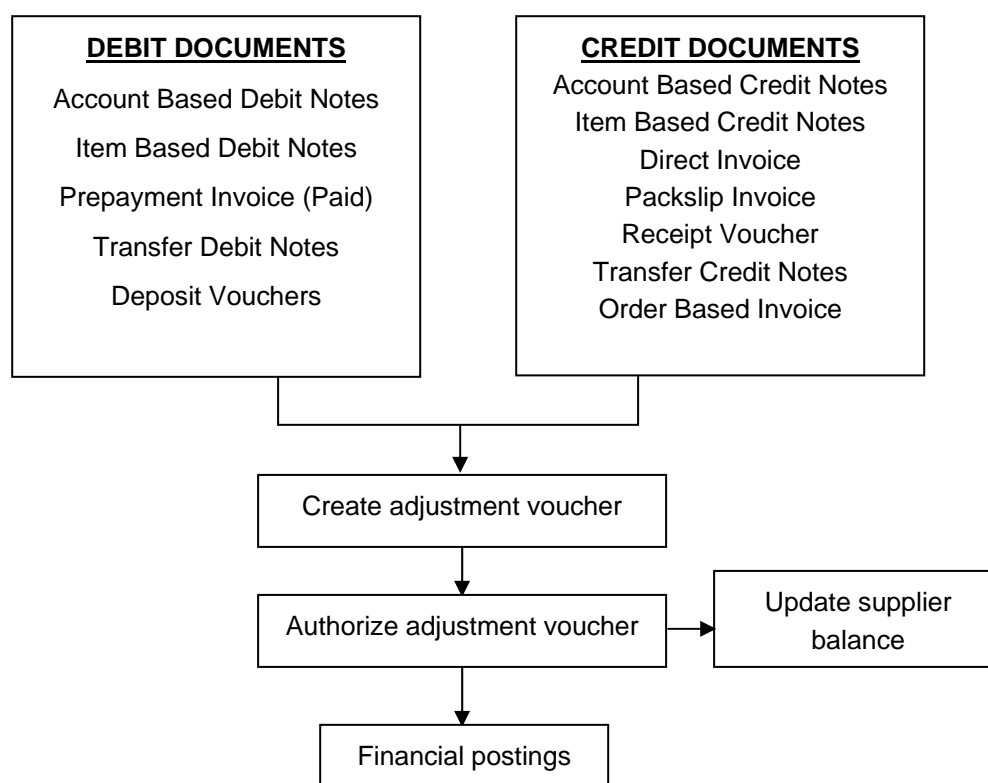 DEBIT DOCUMENTS
Account Based Debit Notes
Item Based Debit Notes
Prepayment Invoice (Paid)
Transfer Debit Notes
Deposit Vouchers
CREDIT DOCUMENTS
Account Based Credit Notes
Item Based Credit Notes
Direct Invoice
Packslip Invoice
Receipt Voucher
Transfer Credit Notes
Order Based Invoice
Create adjustment voucher
Authorize adjustment voucher
Update supplier
balance
Financial postings